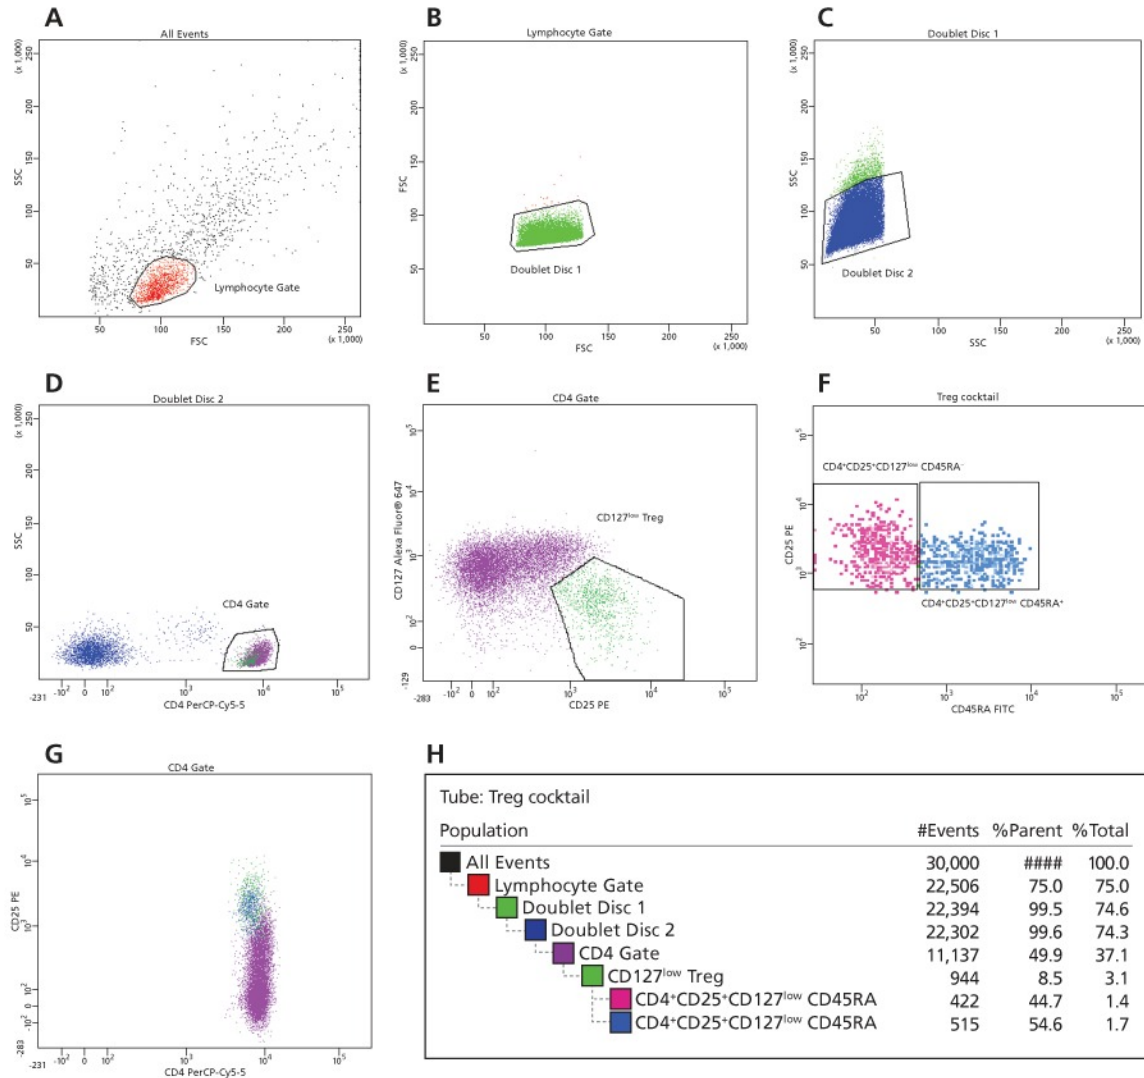 A
All Events
(x 1,000)
250
200
150
100
50
SSC
Lymphocyte Gate
50 100 150 200 250
FSC
(x 1,000)
B
Lymphocyte Gate
(x 1,000)
250
200
150
100
50
FSC
Doublet Disc 1
50 100 150 200 250
FSC
(x 1,000)
C
Doublet Disc 1
(x 1,000)
250
200
150
100
50
SSC
Doublet Disc 2
50 100 150 200 250
SSC
(x 1,000)
D
Doublet Disc 2
(x 1,000)
250
200
150
100
50
SSC
CD4 Gate
-231 -10² 0 10² 10³ 10⁴ 10⁵
CD4 PerCP-Cy5-5
E
CD4 Gate
10⁵
10⁴
10³
10²
0
-129
CD127 Alexa Fluor® 647
CD127ˡᵒʷ Treg
-283 -10² 0 10² 10³ 10⁴ 10⁵
CD25 PE
F
Treg cocktail
10⁵
10⁴
10³
10²
CD25 PE
CD4⁺CD25⁺CD127ˡᵒʷ CD45RA⁻
CD4⁺CD25⁺CD127ˡᵒʷ CD45RA⁺
10² 10³ 10⁴ 10⁵
CD45RA FITC
G
CD4 Gate
10⁵
10⁴
10³
10²
0
-10²
-283
CD25 PE
-231 -10² 0 10² 10³ 10⁴ 10⁵
CD4 PerCP-Cy5-5
H
Tube: Treg cocktail
Population #Events %Parent %Total
All Events 30,000 #### 100.0
Lymphocyte Gate 22,506 75.0 75.0
Doublet Disc 1 22,394 99.5 74.6
Doublet Disc 2 22,302 99.6 74.3
CD4 Gate 11,137 49.9 37.1
CD127ˡᵒʷ Treg 944 8.5 3.1
CD4⁺CD25⁺CD127ˡᵒʷ CD45RA 422 44.7 1.4
CD4⁺CD25⁺CD127ˡᵒʷ CD45RA 515 54.6 1.7